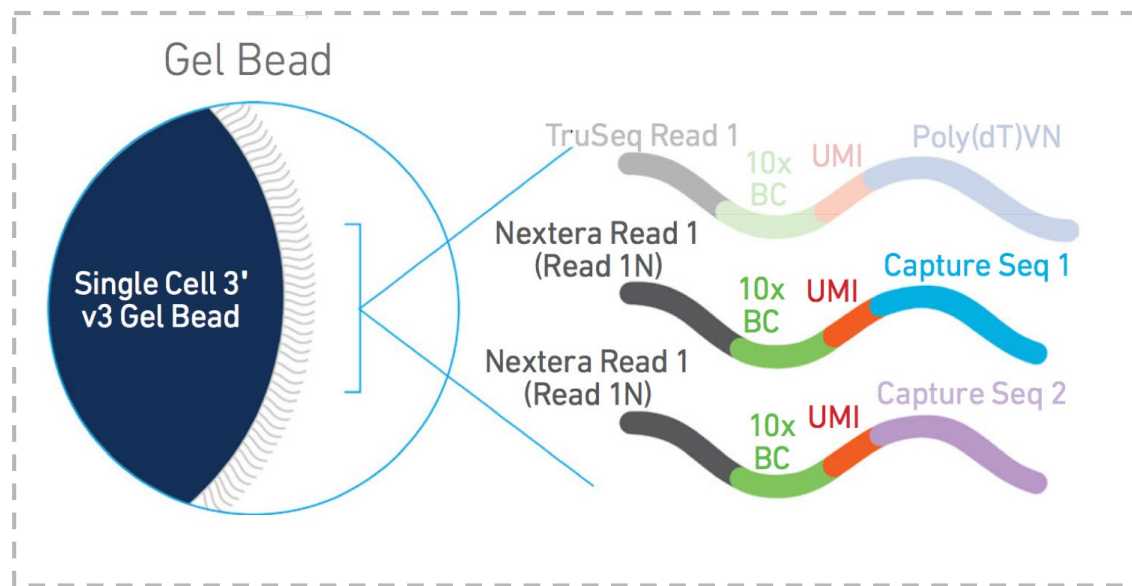 Gel Bead
Single Cell 3'
v3 Gel Bead
TruSeq Read 1
10x
BC
UMI
Poly(dT)VN
Nextera Read 1
(Read 1N)
10x
BC
UMI
Capture Seq 1
Nextera Read 1
(Read 1N)
10x
BC
UMI
Capture Seq 2